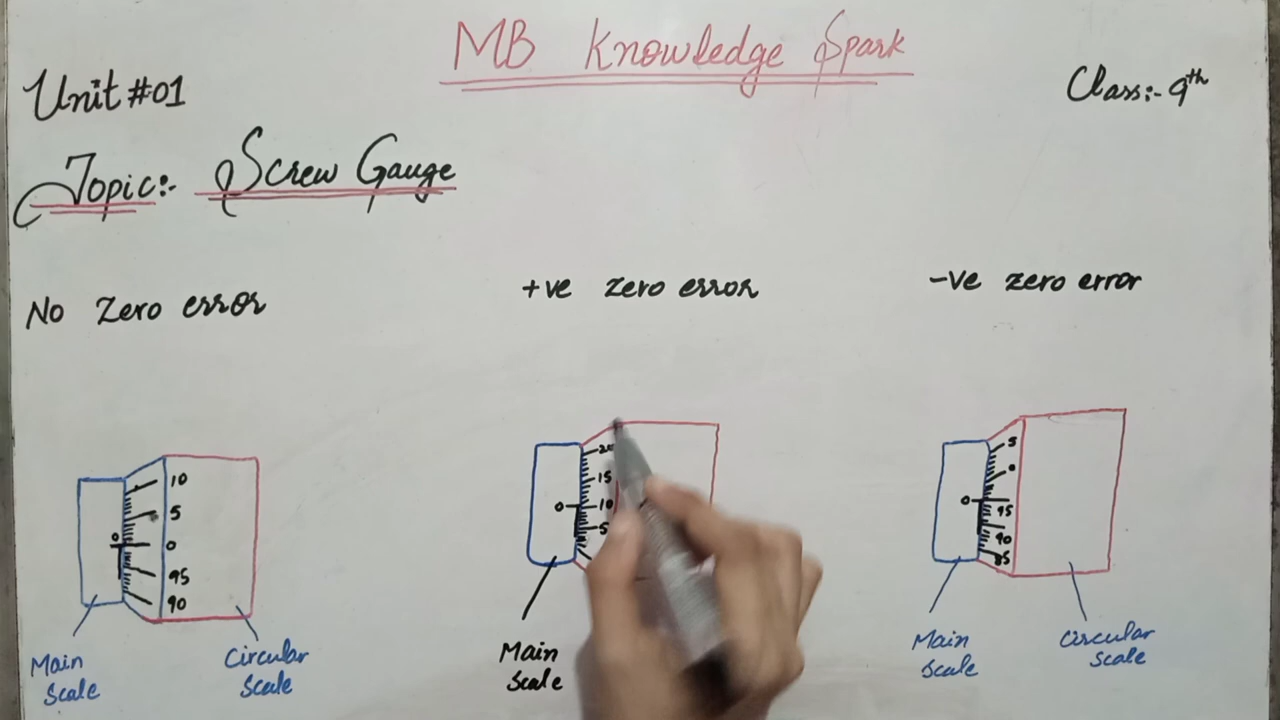 MB Knowledge Spark
Unit #01
Class:- 9th
Topic:- Screw Gauge
No Zero error
+ve zero error
-ve zero error
10
5
0
0
95
90
Main
Scale
Circular
Scale
20
15
0
10
5
Main
Scale
5
0
0
95
90
85
Main
Scale
Circular
Scale